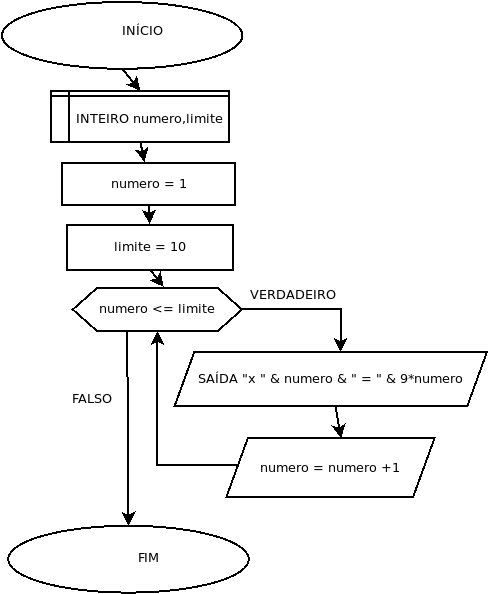 INÍCIO
INTEIRO numero,limite
numero = 1
limite = 10
numero <= limite
VERDADEIRO
SAÍDA "x " & numero & " = " & 9*numero
FALSO
numero = numero +1
FIM